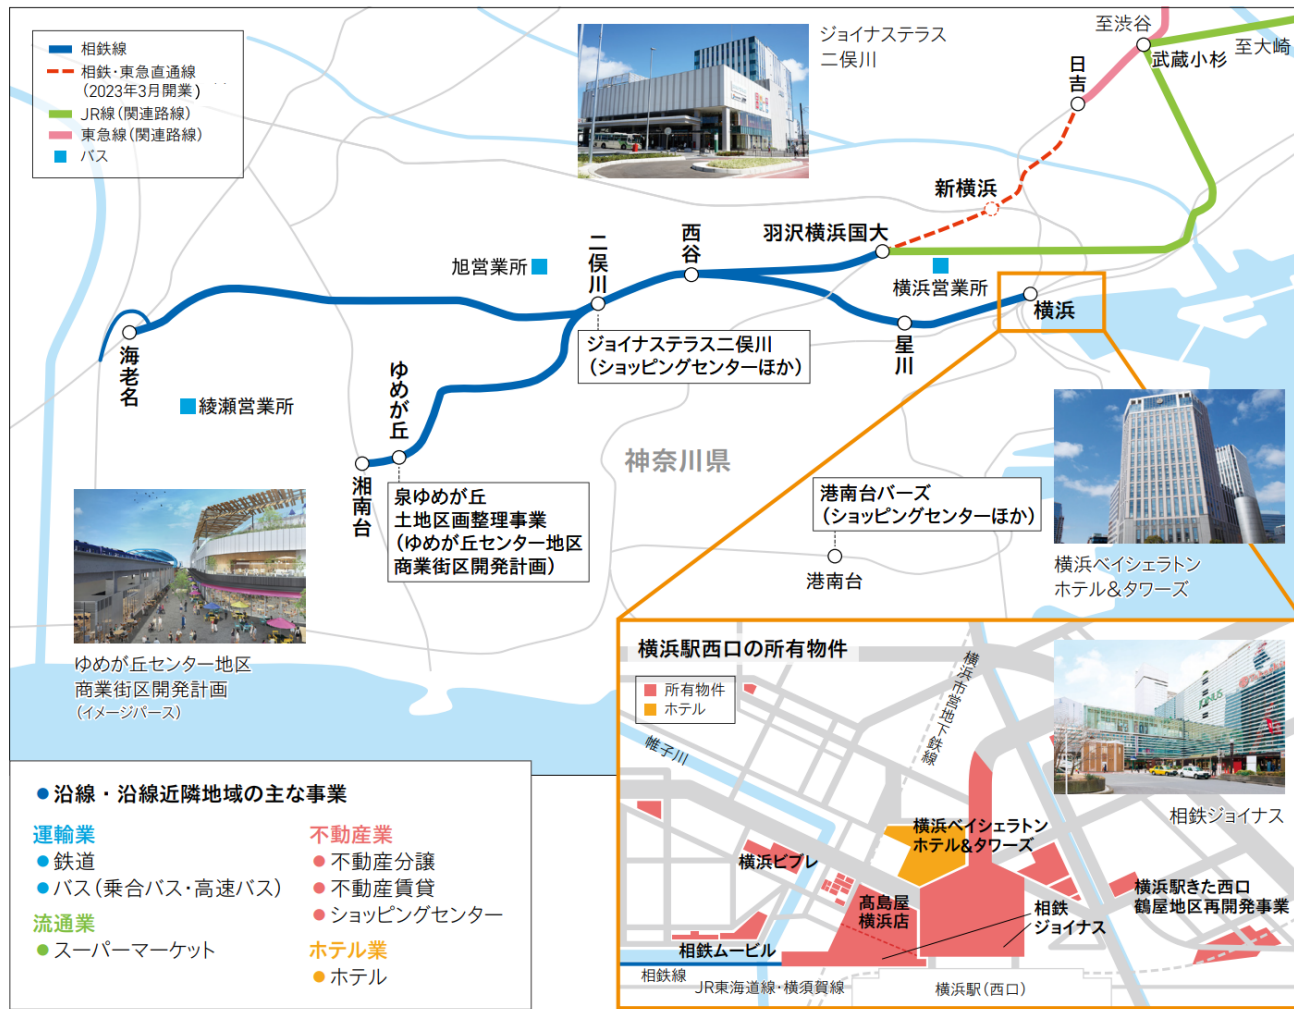 相鉄線
相鉄・東急直通線
(2023年3月開業)
JR線(関連路線)
東急線(関連路線)
バス
ジョイナステラス
二俣川
至渋谷
至大崎
武蔵小杉
日吉
新横浜
羽沢横浜国大
西谷
二俣川
旭営業所
横浜営業所
横浜
星川
海老名
綾瀬営業所
ゆめが丘
湘南台
ジョイナステラス二俣川
(ショッピングセンターほか)
神奈川県
泉ゆめが丘
土地区画整理事業
(ゆめが丘センター地区
商業街区開発計画)
港南台バーズ
(ショッピングセンターほか)
港南台
横浜ベイシェラトン
ホテル&タワーズ
ゆめが丘センター地区
商業街区開発計画
(イメージパース)
横浜駅西口の所有物件
所有物件
ホテル
横浜市営地下鉄線
帷子川
JOINUS
相鉄ジョイナス
横浜ベイシェラトン
ホテル&タワーズ
横浜ビブレ
髙島屋
横浜店
相鉄
ジョイナス
横浜駅きた西口
鶴屋地区再開発事業
相鉄ムービル
相鉄線
JR東海道線・横須賀線
横浜駅(西口)
●沿線・沿線近隣地域の主な事業
運輸業
●鉄道
●バス(乗合バス・高速バス)
流通業
●スーパーマーケット
不動産業
●不動産分譲
●不動産賃貸
●ショッピングセンター
ホテル業
●ホテル